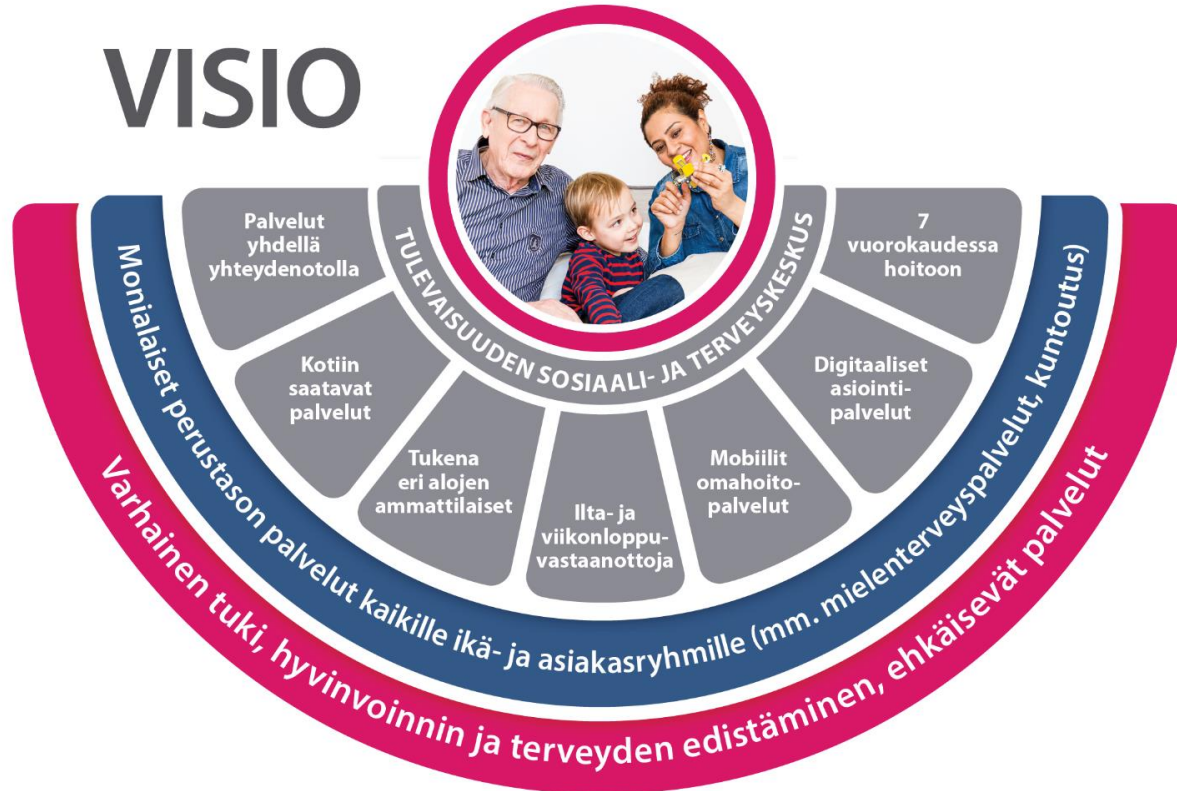 VISIO
TULEVAISUUDEN SOSIAALI- JA TERVEYSKESKUS
Palvelut
yhdellä
yhteydenotolla
Kotiin
saatavat
palvelut
Tukena
eri alojen
ammattilaiset
Ilta- ja
viikonloppu-
vastaanottoja
Mobiilit
omahoito-
palvelut
Digitaaliset
asiointi-
palvelut
7
vuorokaudessa
hoitoon
Monialaiset perustason palvelut kaikille ikä- ja asiakasryhmille (mm. mielenterveyspalvelut, kuntoutus)
Varhainen tuki, hyvinvoinnin ja terveyden edistäminen, ehkäisevät palvelut